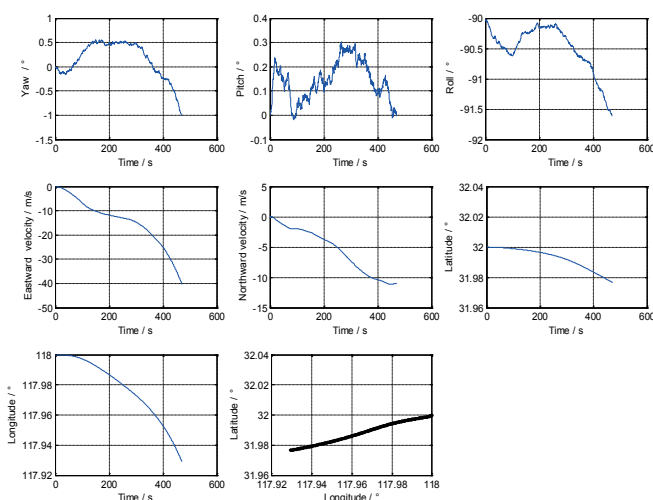 1
0.5
0
-0.5
-1
-1.5
0 200 400 600
Time / s
Yaw / °
0.4
0.3
0.2
0.1
0
0.1
0 200 400 600
Time / s
Pitch / °
-90
-90.5
-91
-91.5
-92
0 200 400 600
Time / s
Roll / °
0
-10
-20
-30
-40
-50
0 200 400 600
Time / s
Eastward velocity / m/s
5
0
-5
-10
-15
0 200 400 600
Time / s
Northward velocity / m/s
32.04
32.02
32
31.98
31.96
0 200 400 600
Time / s
Latitude / °
118
117.98
117.96
117.94
117.92
0 200 400 600
Time / s
Longitude / °
32.04
32.02
32
31.98
31.96
117.92 117.94 117.96 117.98 118
Longitude / °
Latitude / °